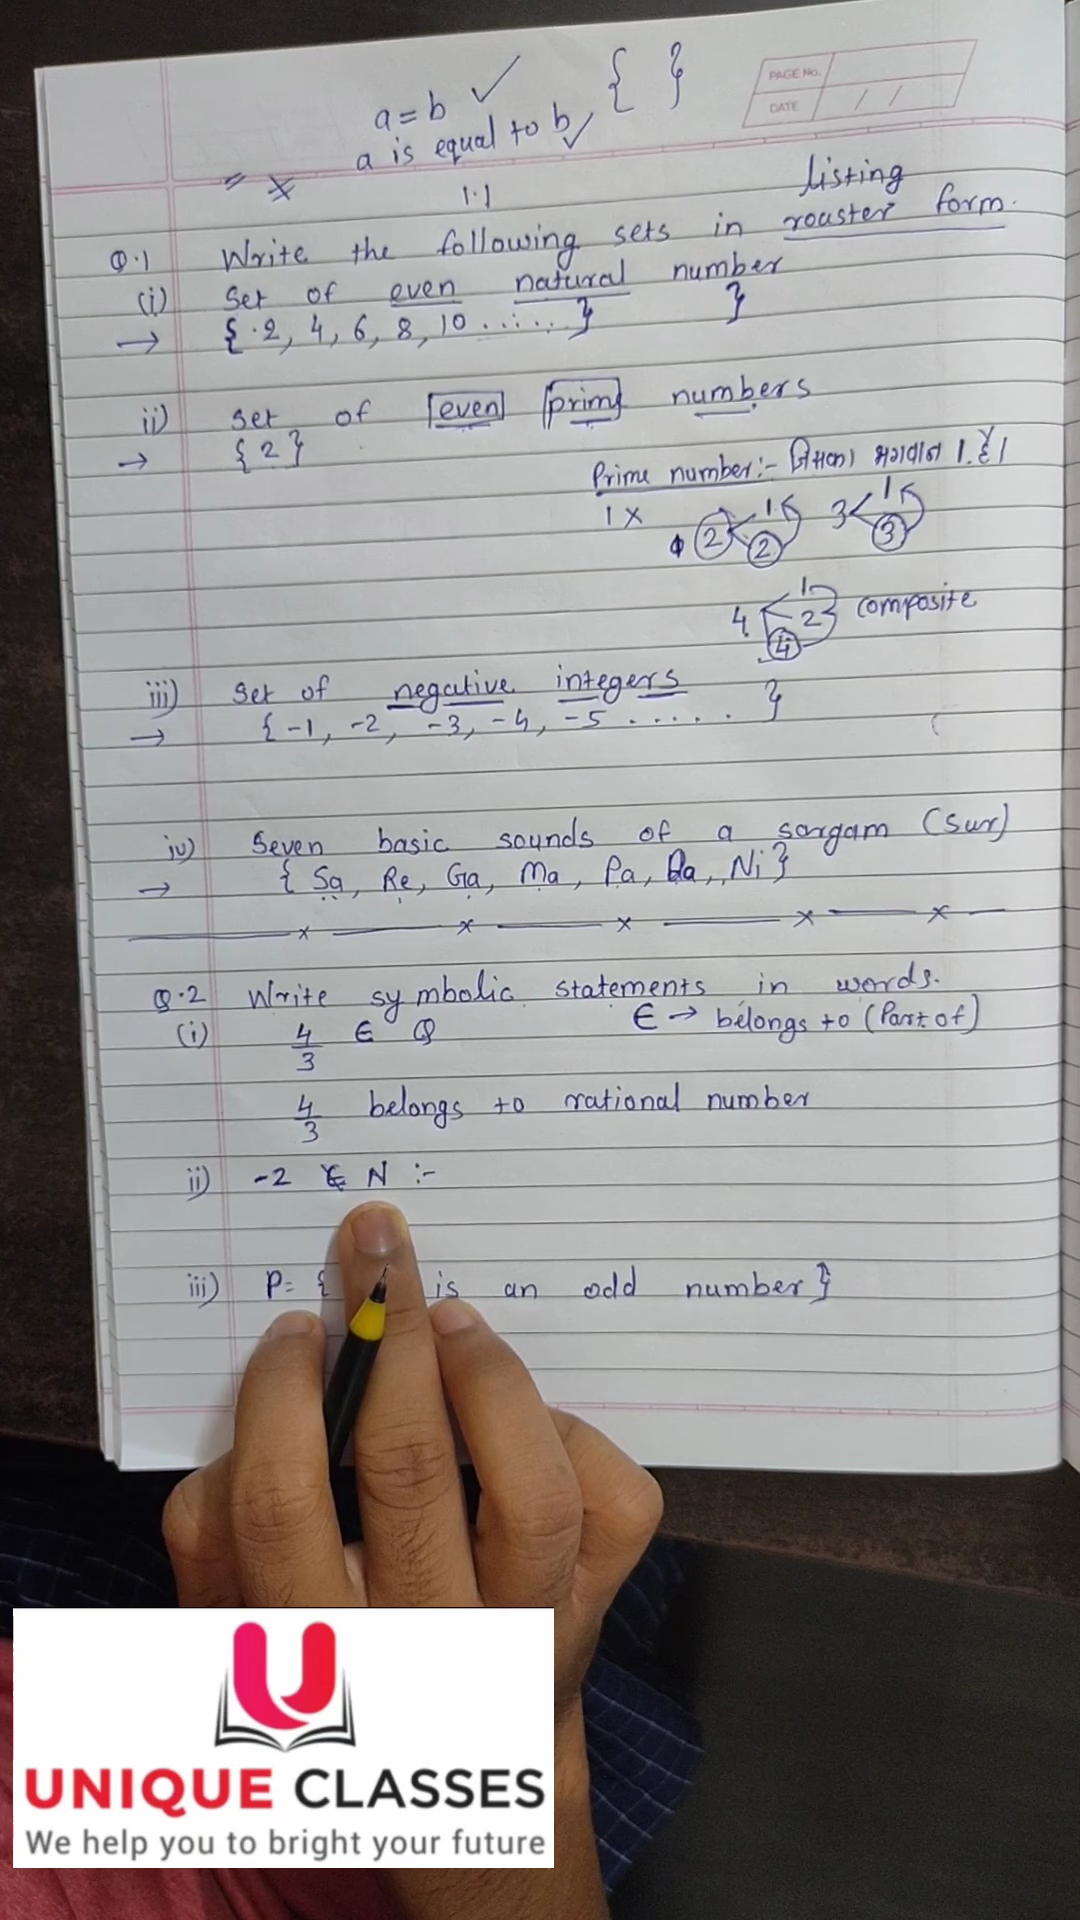 { }
PAGE No.
DATE / /
a = b ✓
a is equal to b ✓
= ×
1.1
listing
Q.1 Write the following sets in rouster form.
(i) Set of even natural number
→ {.2, 4, 6, 8, 10 ......} }
ii) Set of even prime numbers
→ {2}
Prime number:- जिसका भागवान 1.
1 X
2 < 1 2
3 < 1 3
4 < 1 2 4 composite
iii) Set of negative integers
→ {-1, -2, -3, -4, -5 ..... }
iv) Seven basic sounds of a sargam (sur)
→ {Sa, Re, Ga, Ma, Pa, Da, Ni}
Q.2 Write symbolic statements in words.
(i) 4/3 ∈ Q ∈ → belongs to (Part of)
4/3 belongs to rational number
ii) -2 N :-
iii) P = { is an odd number}
UNIQUE CLASSES
We help you to bright your future